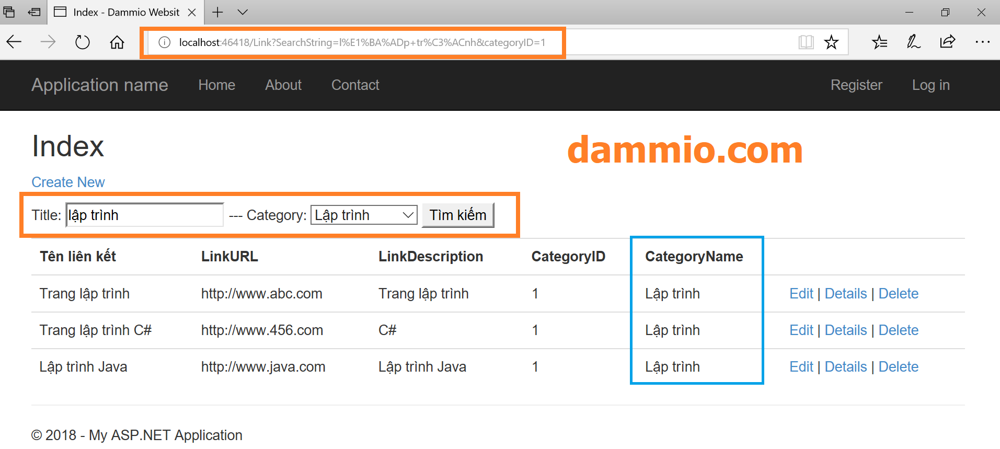 Index - Dammio Websit
localhost:46418/Link?SearchString=l%E1%BA%ADp+tr%C3%ACnh&categoryID=1
Application name Home About Contact Register Log in
Index
dammio.com
Create New
Title: lập trình --- Category: Lập trình Tìm kiếm
Tên liên kết LinkURL LinkDescription CategoryID CategoryName
Trang lập trình http://www.abc.com Trang lập trình 1 Lập trình Edit | Details | Delete
Trang lập trình C# http://www.456.com C# 1 Lập trình Edit | Details | Delete
Lập trình Java http://www.java.com Lập trình Java 1 Lập trình Edit | Details | Delete
© 2018 - My ASP.NET Application